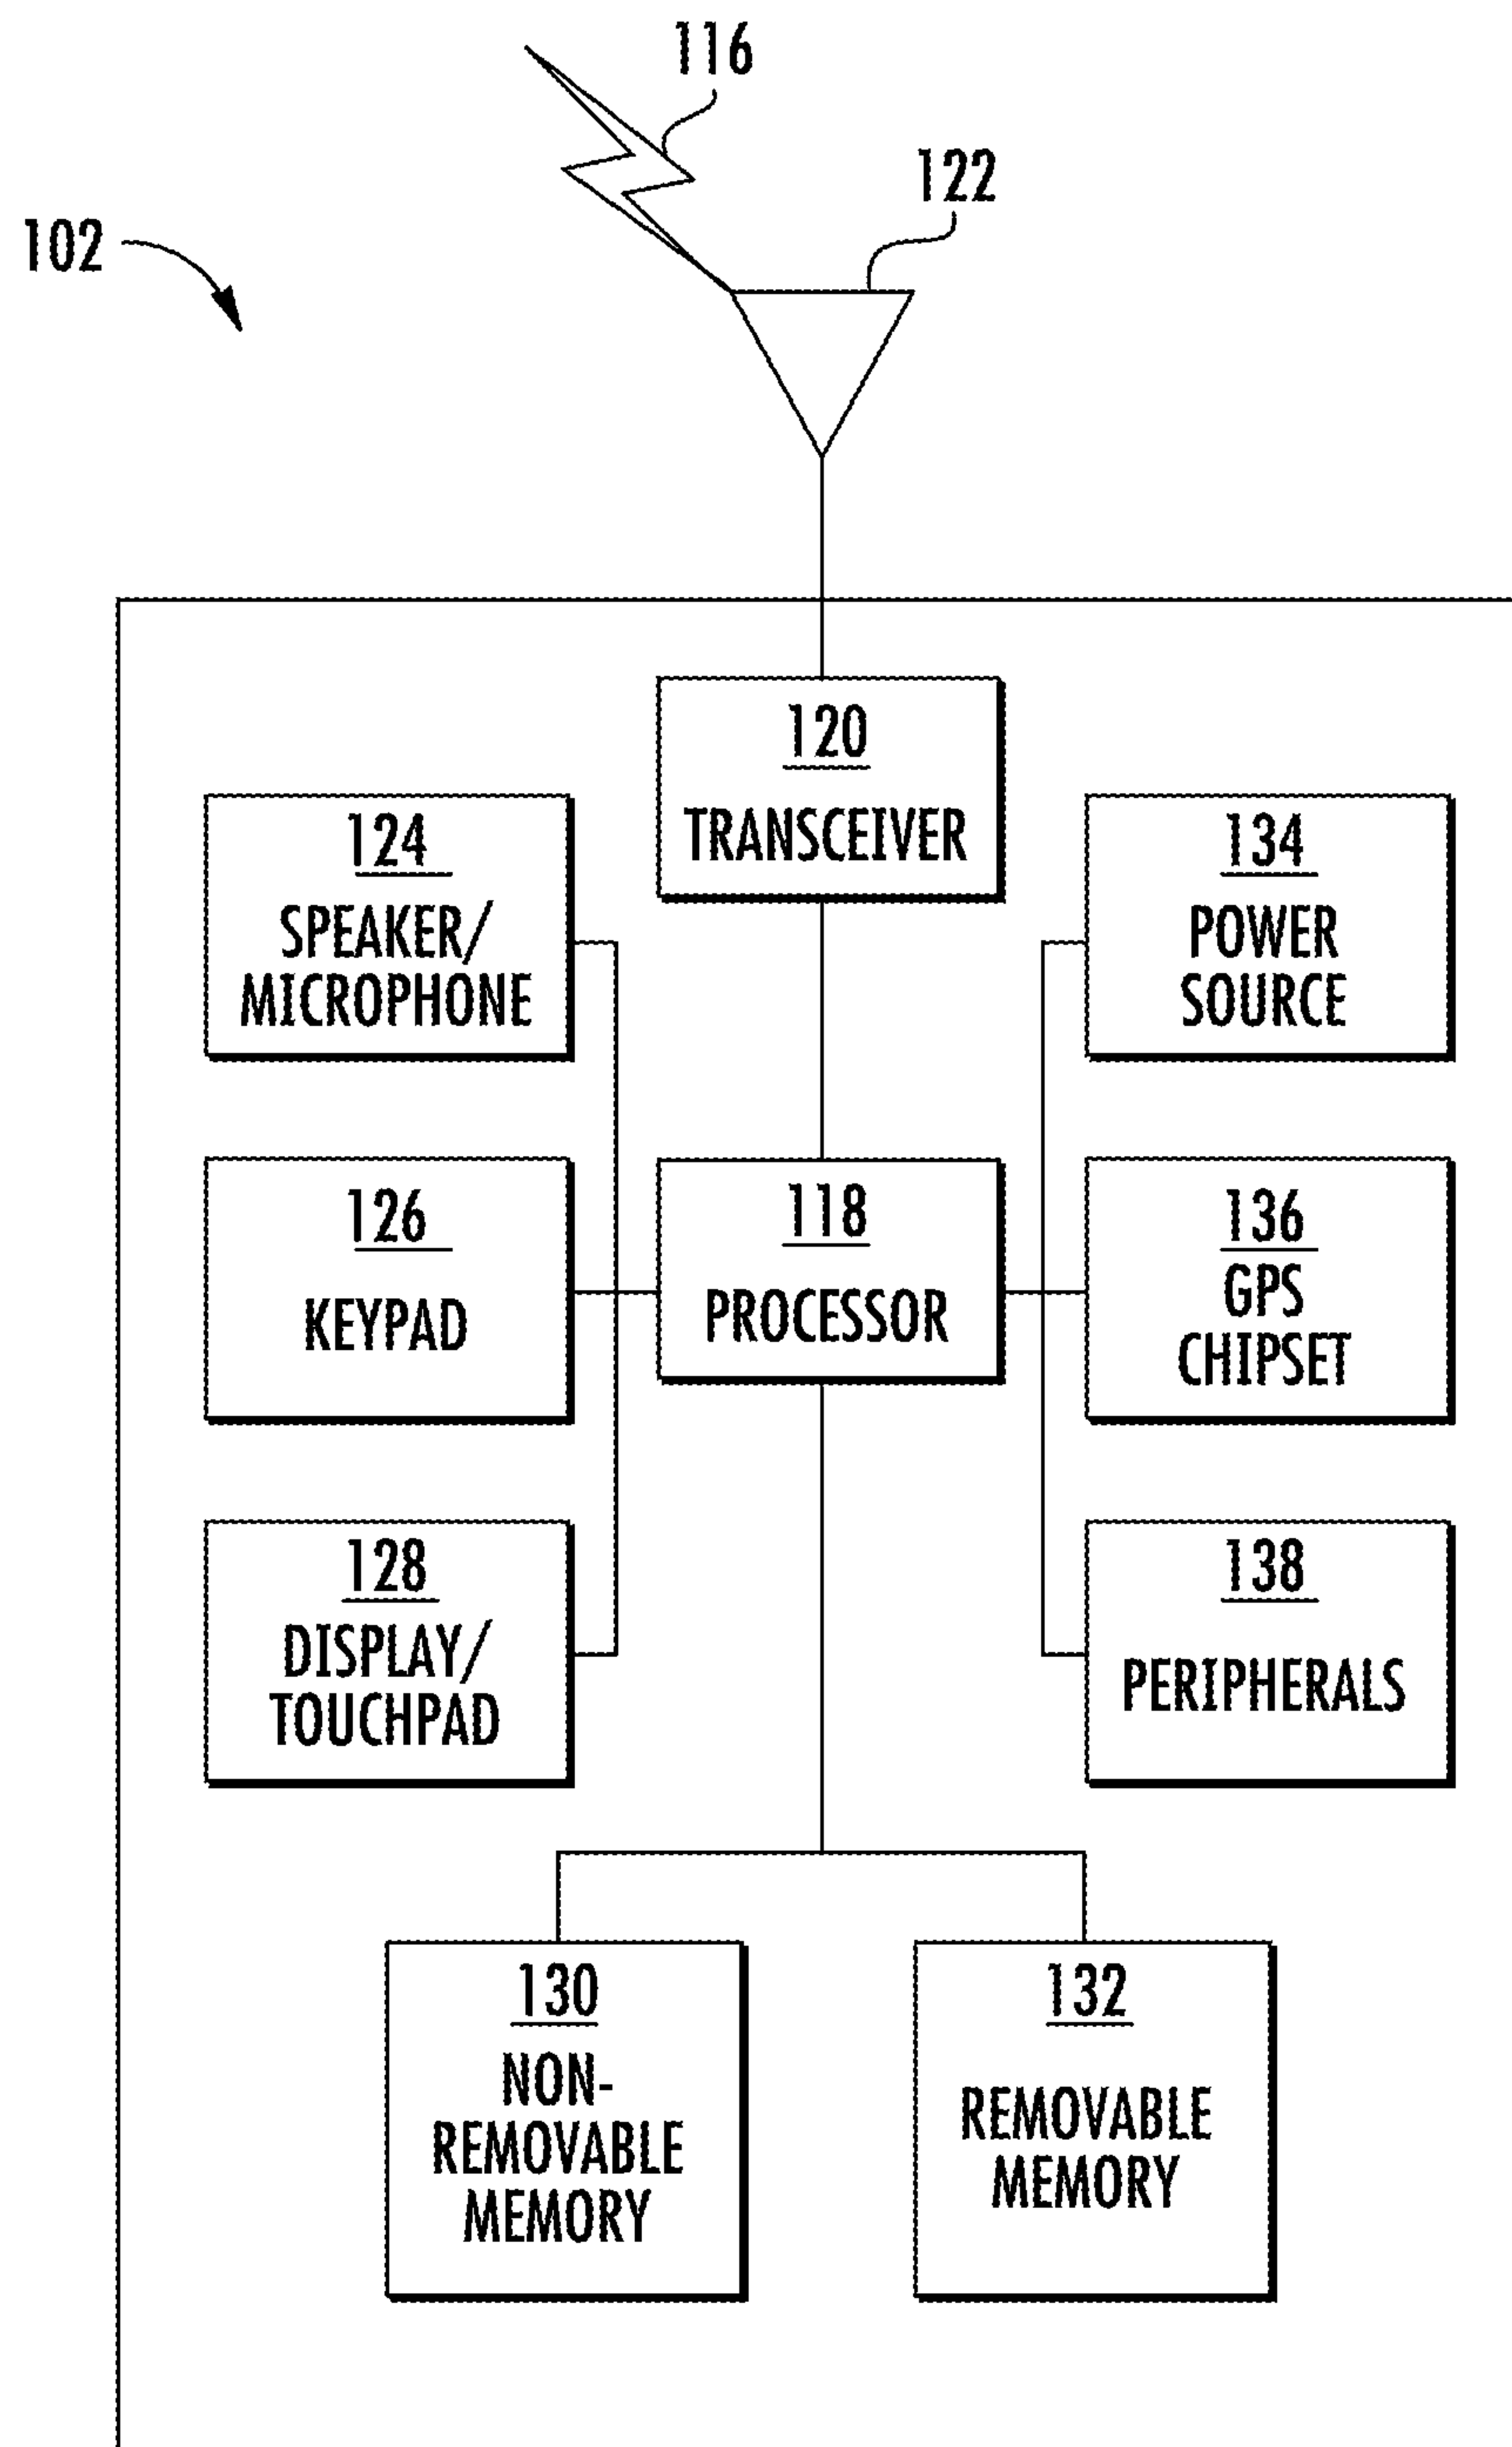 116
122
102
120
TRANSCEIVER
124
SPEAKER/
MICROPHONE
134
POWER
SOURCE
126
KEYPAD
118
PROCESSOR
136
GPS
CHIPSET
128
DISPLAY/
TOUCHPAD
138
PERIPHERALS
130
NON-
REMOVABLE
MEMORY
132
REMOVABLE
MEMORY